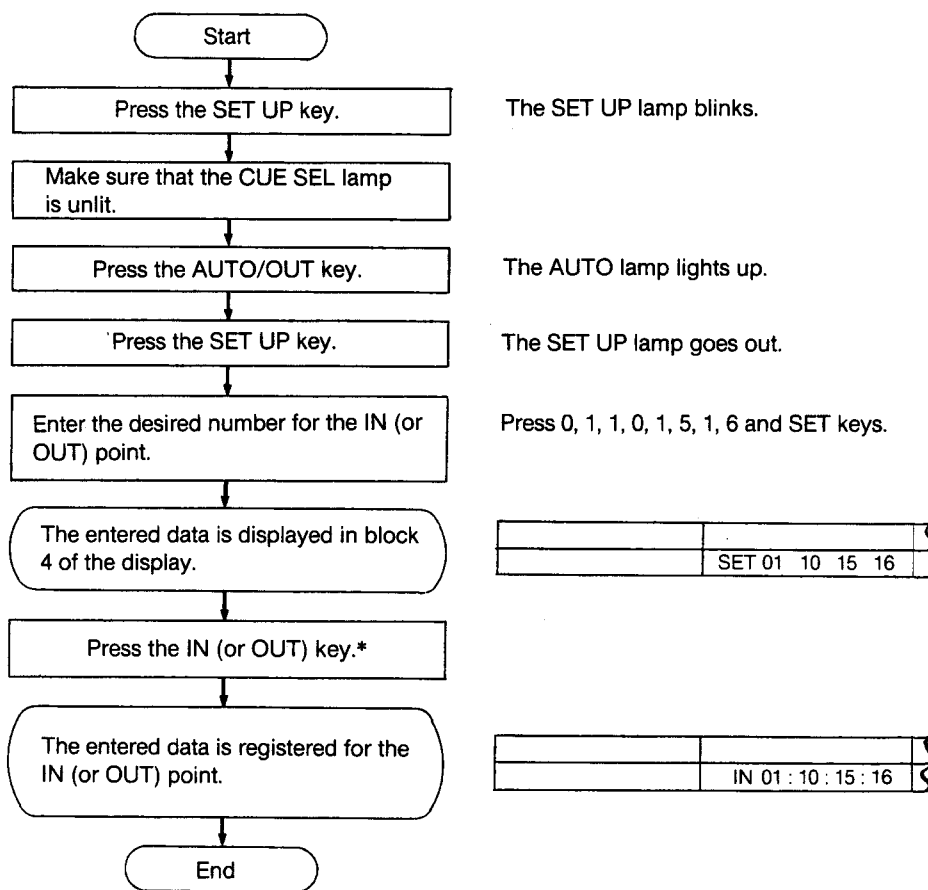 Start
Press the SET UP key.
The SET UP lamp blinks.
Make sure that the CUE SEL lamp
is unlit.
Press the AUTO/OUT key.
The AUTO lamp lights up.
Press the SET UP key.
The SET UP lamp goes out.
Enter the desired number for the IN (or
OUT) point.
Press 0, 1, 1, 0, 1, 5, 1, 6 and SET keys.
The entered data is displayed in block
4 of the display.
SET 01 10 15 16
Press the IN (or OUT) key.*
The entered data is registered for the
IN (or OUT) point.
IN 01 : 10 : 15 : 16
End